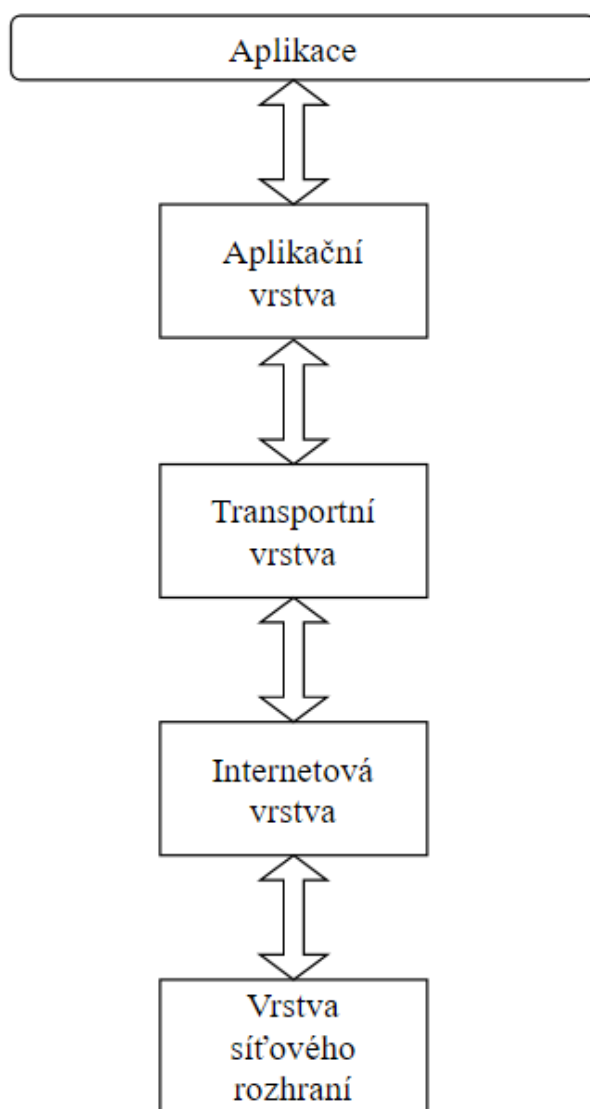 Aplikace
Aplikační
vrstva
Transportní
vrstva
Internetová
vrstva
Vrstva
síťového
rozhraní